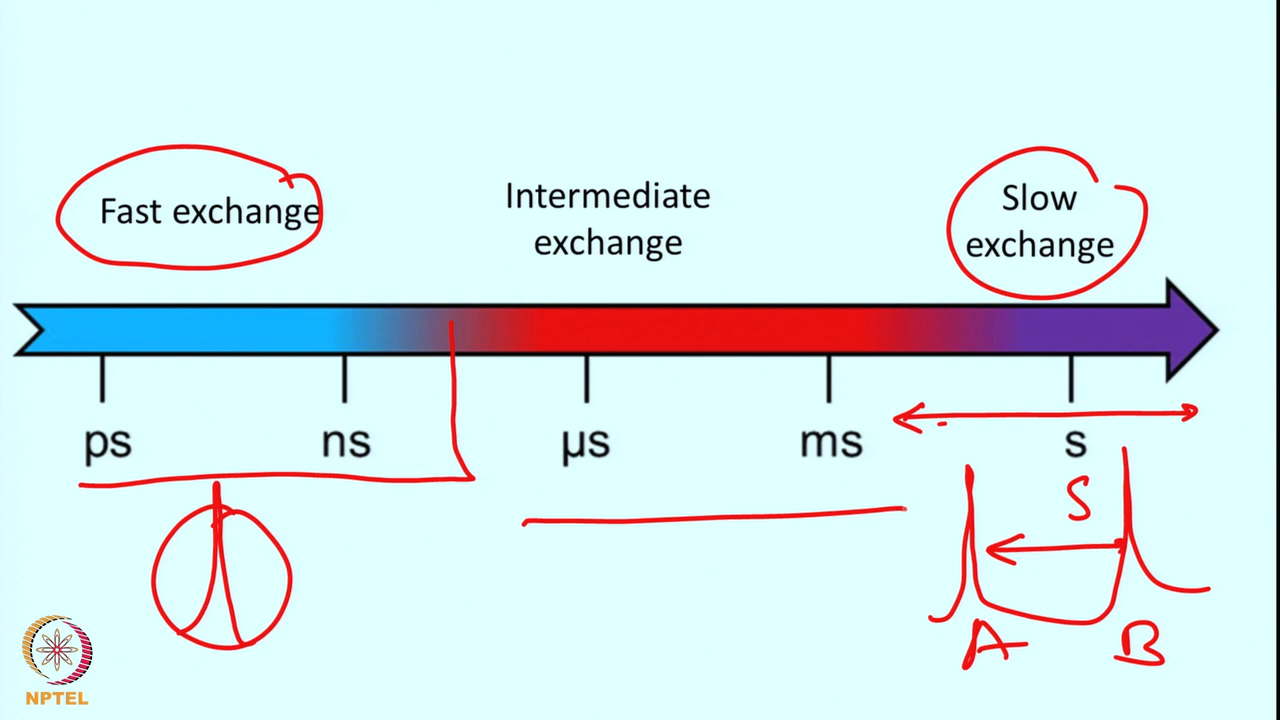 Fast exchange
Intermediate
exchange
Slow
exchange
ps
ns
µs
ms
s
S
A
B
NPTEL